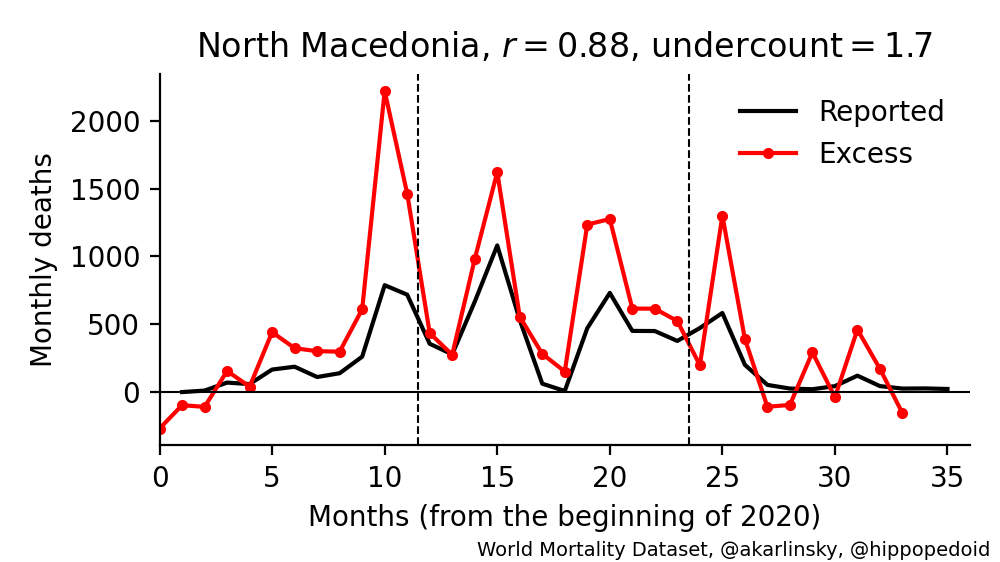 North Macedonia, r = 0.88, undercount = 1.7
Reported
Excess
Monthly deaths
2000
1500
1000
500
0
0 5 10 15 20 25 30 35
Months (from the beginning of 2020)
World Mortality Dataset, @akarlinsky, @hippopedoid